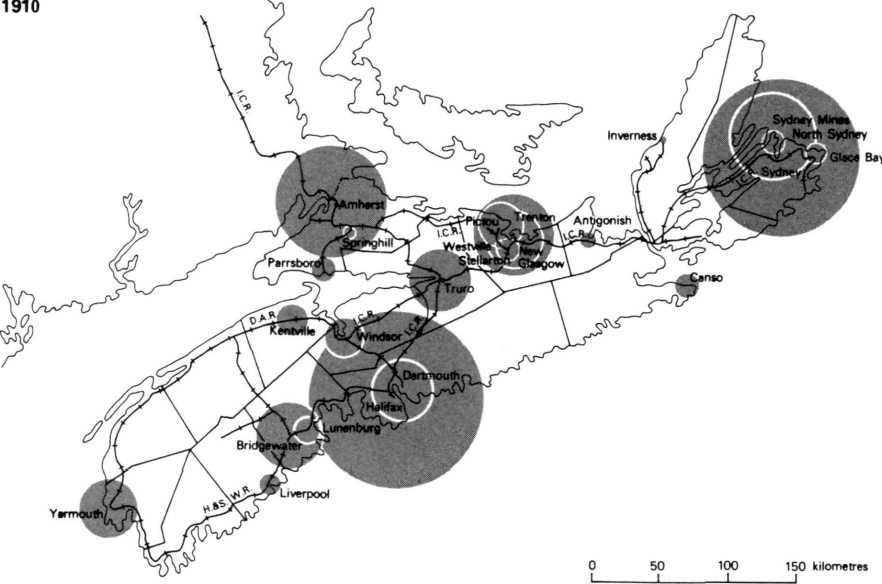 1910
I.C.R.
Inverness
Sydney Mines
North Sydney
Glace Bay
I.C.R.
Sydney
Amherst
Springhill
Parrsboro
I.C.R.
Pictou
Trenton
Antigonish
I.C.R.
Westville
New
Glasgow
Stellarton
Truro
Canso
D.A.R.
Kentville
I.C.R.
Windsor
I.C.R.
Dartmouth
Halifax
Lunenburg
Bridgewater
Liverpool
H.&S. W.R.
Yarmouth
0 50 100 150 kilometres